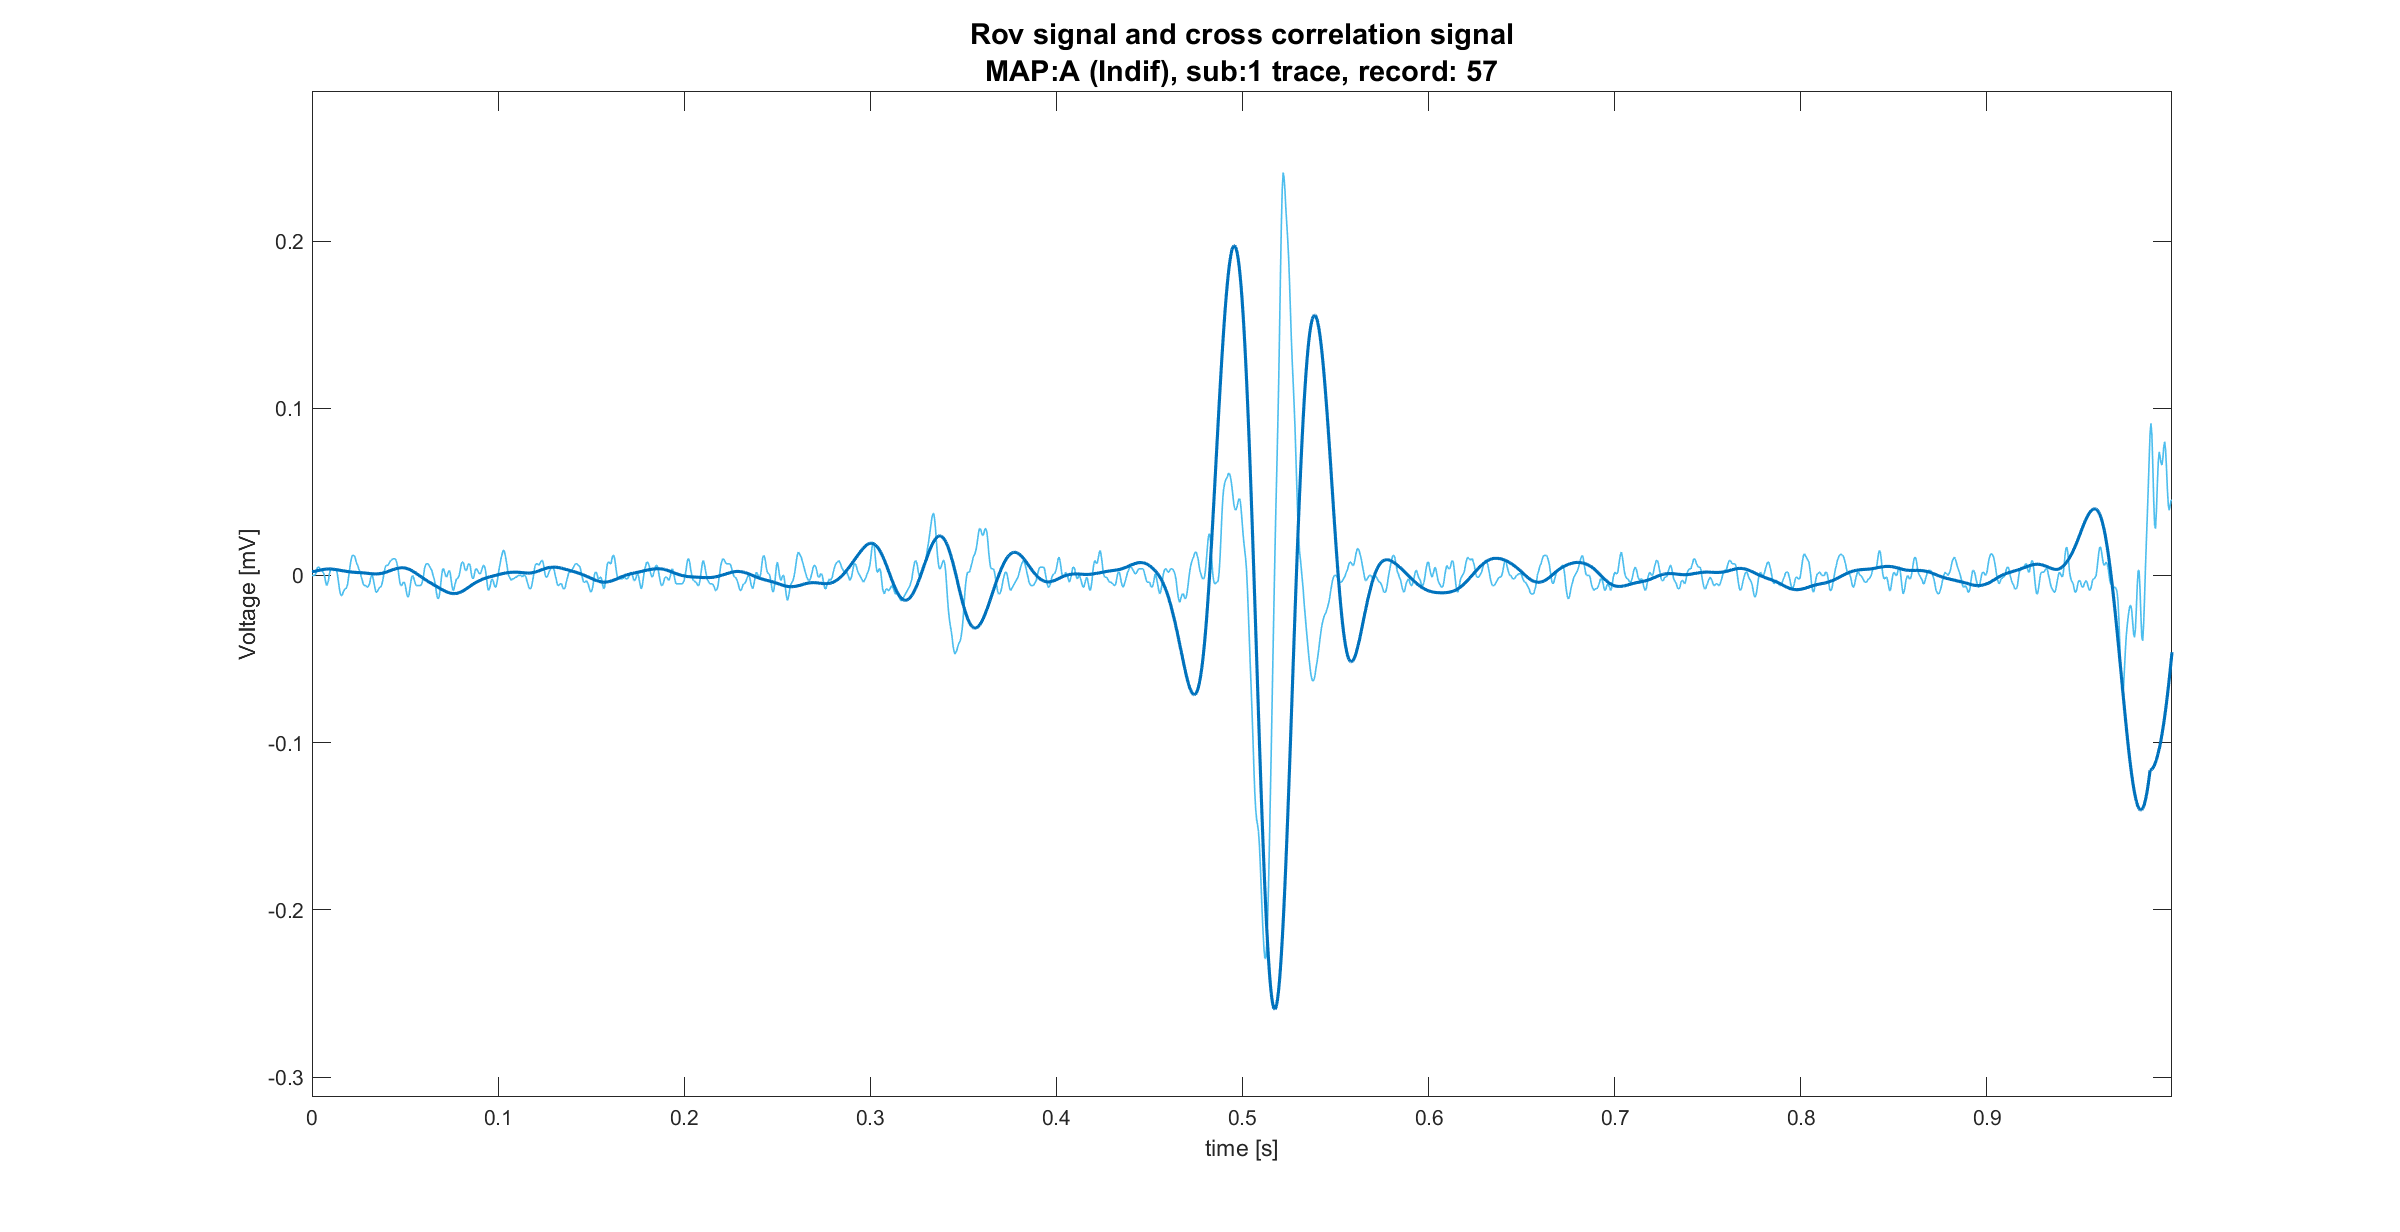 Rov signal and cross correlation signal
MAP:A (Indif), sub:1 trace, record: 57
Voltage [mV]
0.2
0.1
0
-0.1
-0.2
-0.3
0 0.1 0.2 0.3 0.4 0.5 0.6 0.7 0.8 0.9
time [s]